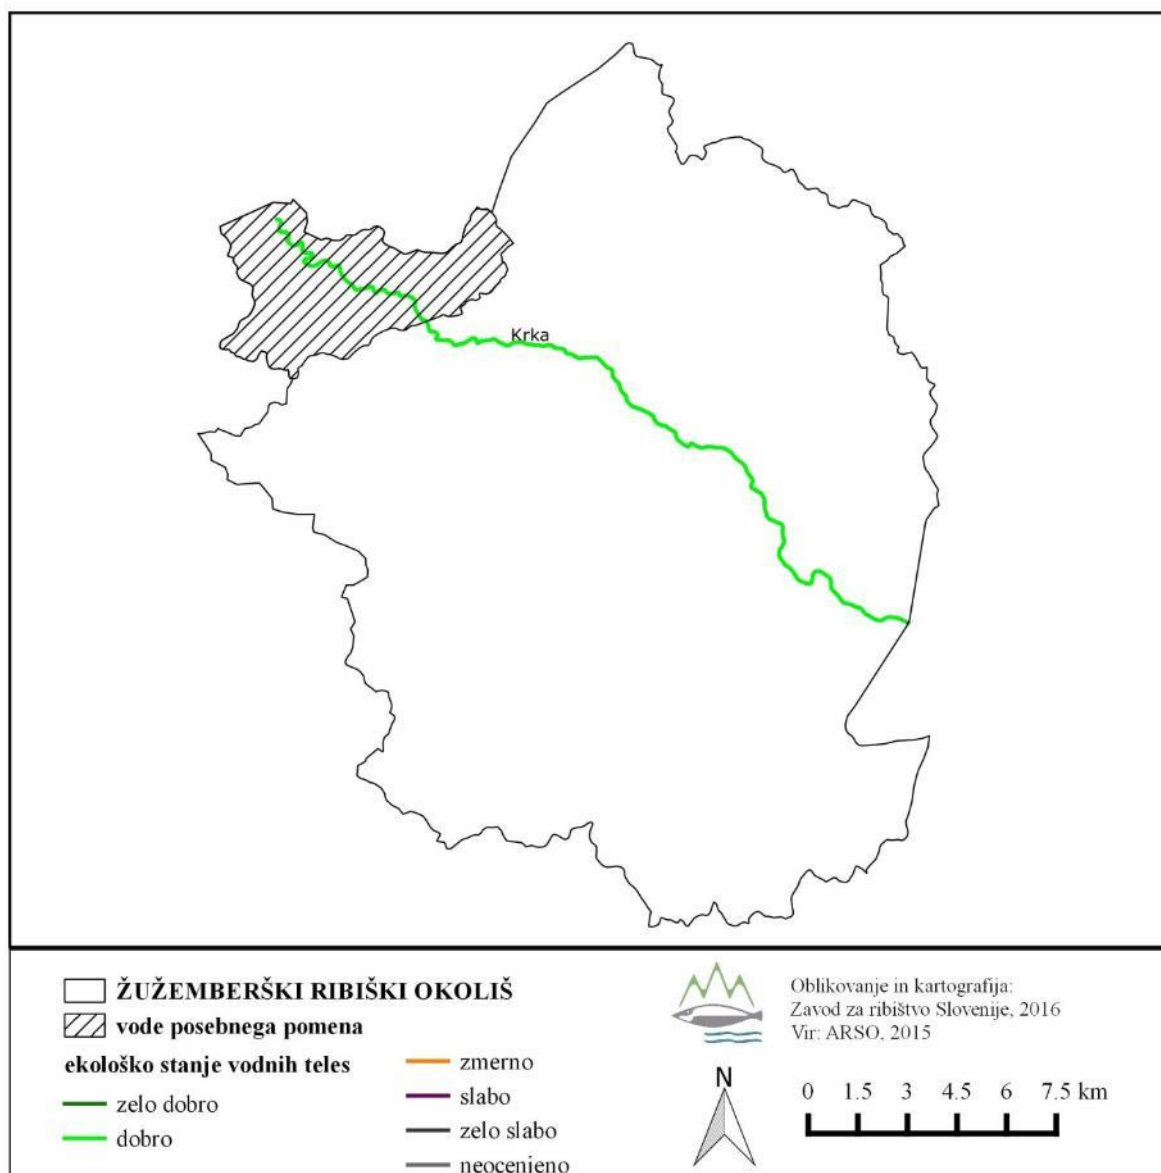 Krka
ŽUŽEMBERŠKI RIBIŠKI OKOLIŠ
vode posebnega pomena
ekološko stanje vodnih teles
zelo dobro
dobro
zmerno
slabo
zelo slabo
neocenjeno
Oblikovanje in kartografija:
Zavod za ribištvo Slovenije, 2016
Vir: ARSO, 2015
N
0 1.5 3 4.5 6 7.5 km